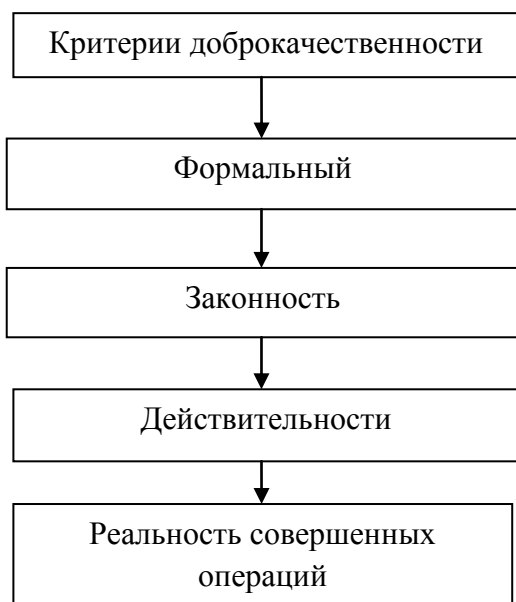 Критерии доброкачественности
Формальный
Законность
Действительности
Реальность совершенных
операций